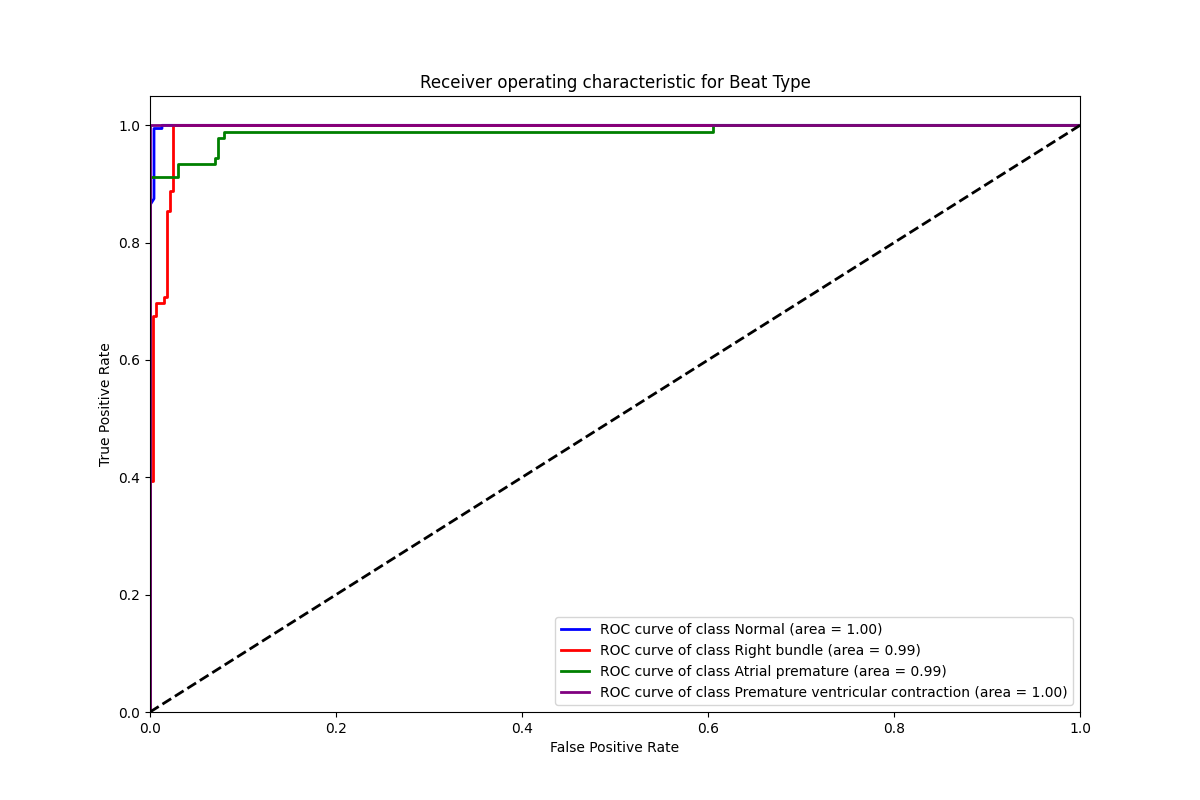 Receiver operating characteristic for Beat Type
True Positive Rate
1.0
0.8
0.6
0.4
0.2
0.0
ROC curve of class Normal (area = 1.00)
ROC curve of class Right bundle (area = 0.99)
ROC curve of class Atrial premature (area = 0.99)
ROC curve of class Premature ventricular contraction (area = 1.00)
0.0 0.2 0.4 0.6 0.8 1.0
False Positive Rate